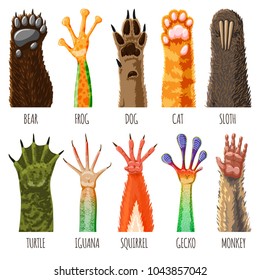 BEAR FROG DOG CAT SLOTH
TURTLE IGUANA SQUIRREL GECKO MONKEY
shutterstock.com · 1043857042